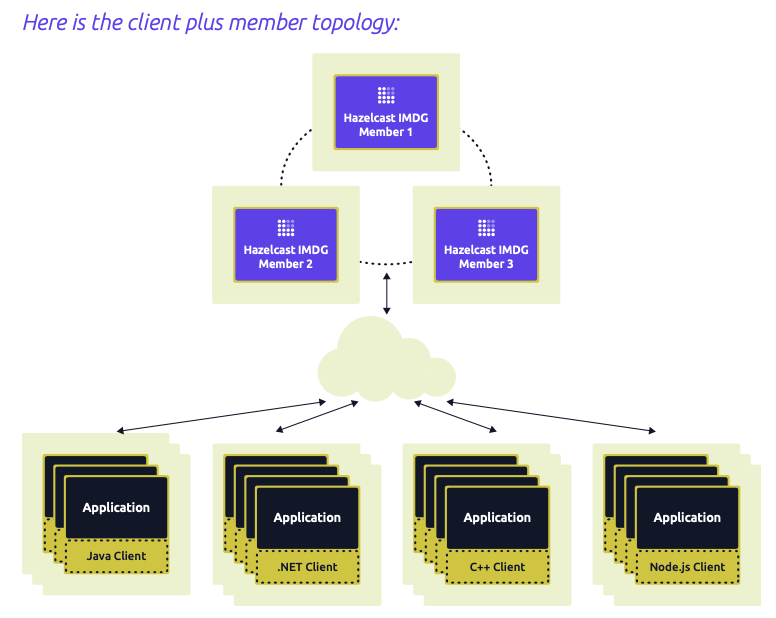 Here is the client plus member topology:
Hazelcast IMDG
Member 1
Hazelcast IMDG
Member 2
Hazelcast IMDG
Member 3
Application
Java Client
Application
.NET Client
Application
C++ Client
Application
Node.js Client